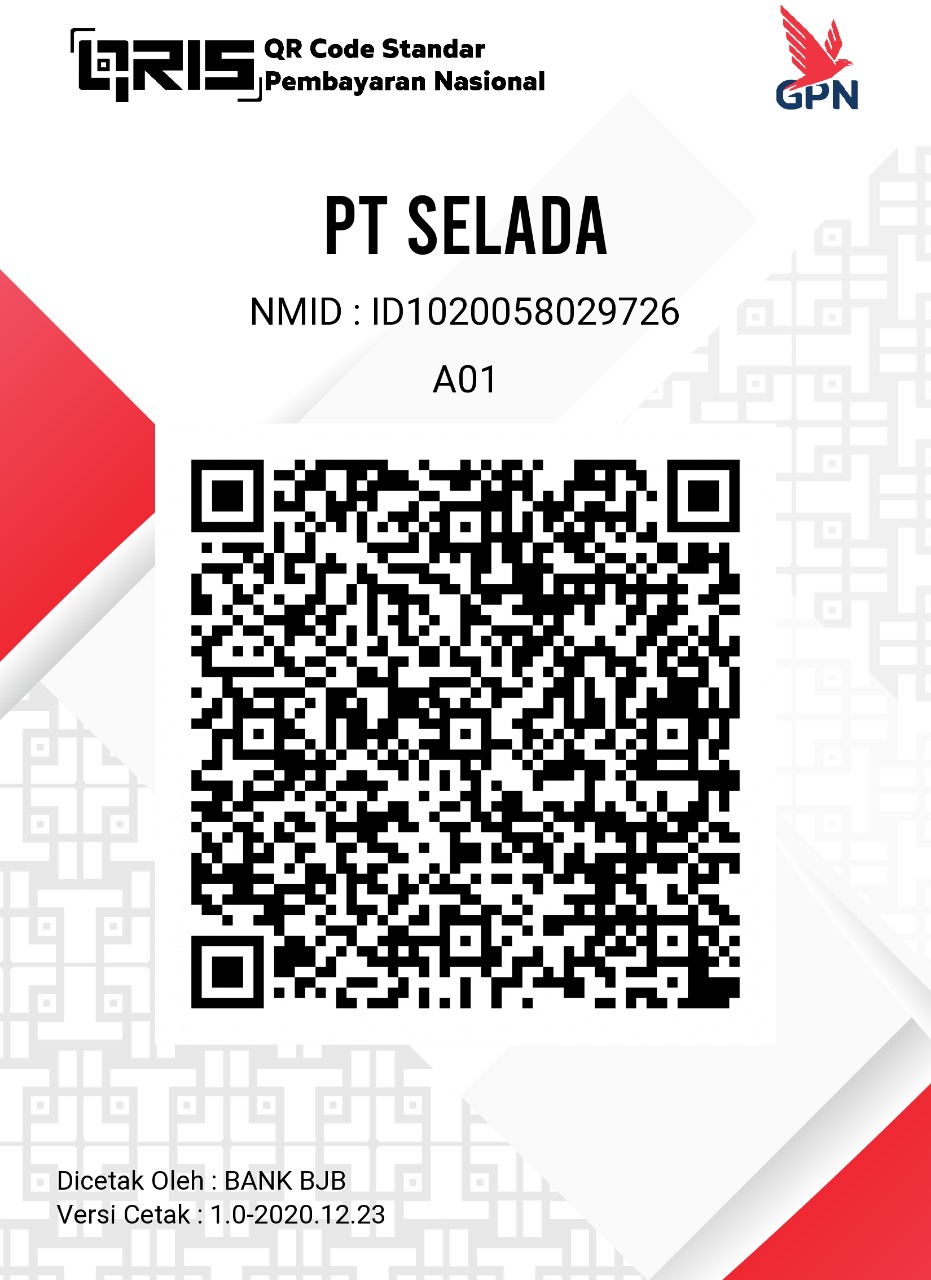 QRIS QR Code Standar
Pembayaran Nasional
GPN
PT SELADA
NMID : ID1020058029726
A01
Dicetak Oleh : BANK BJB
Versi Cetak : 1.0-2020.12.23